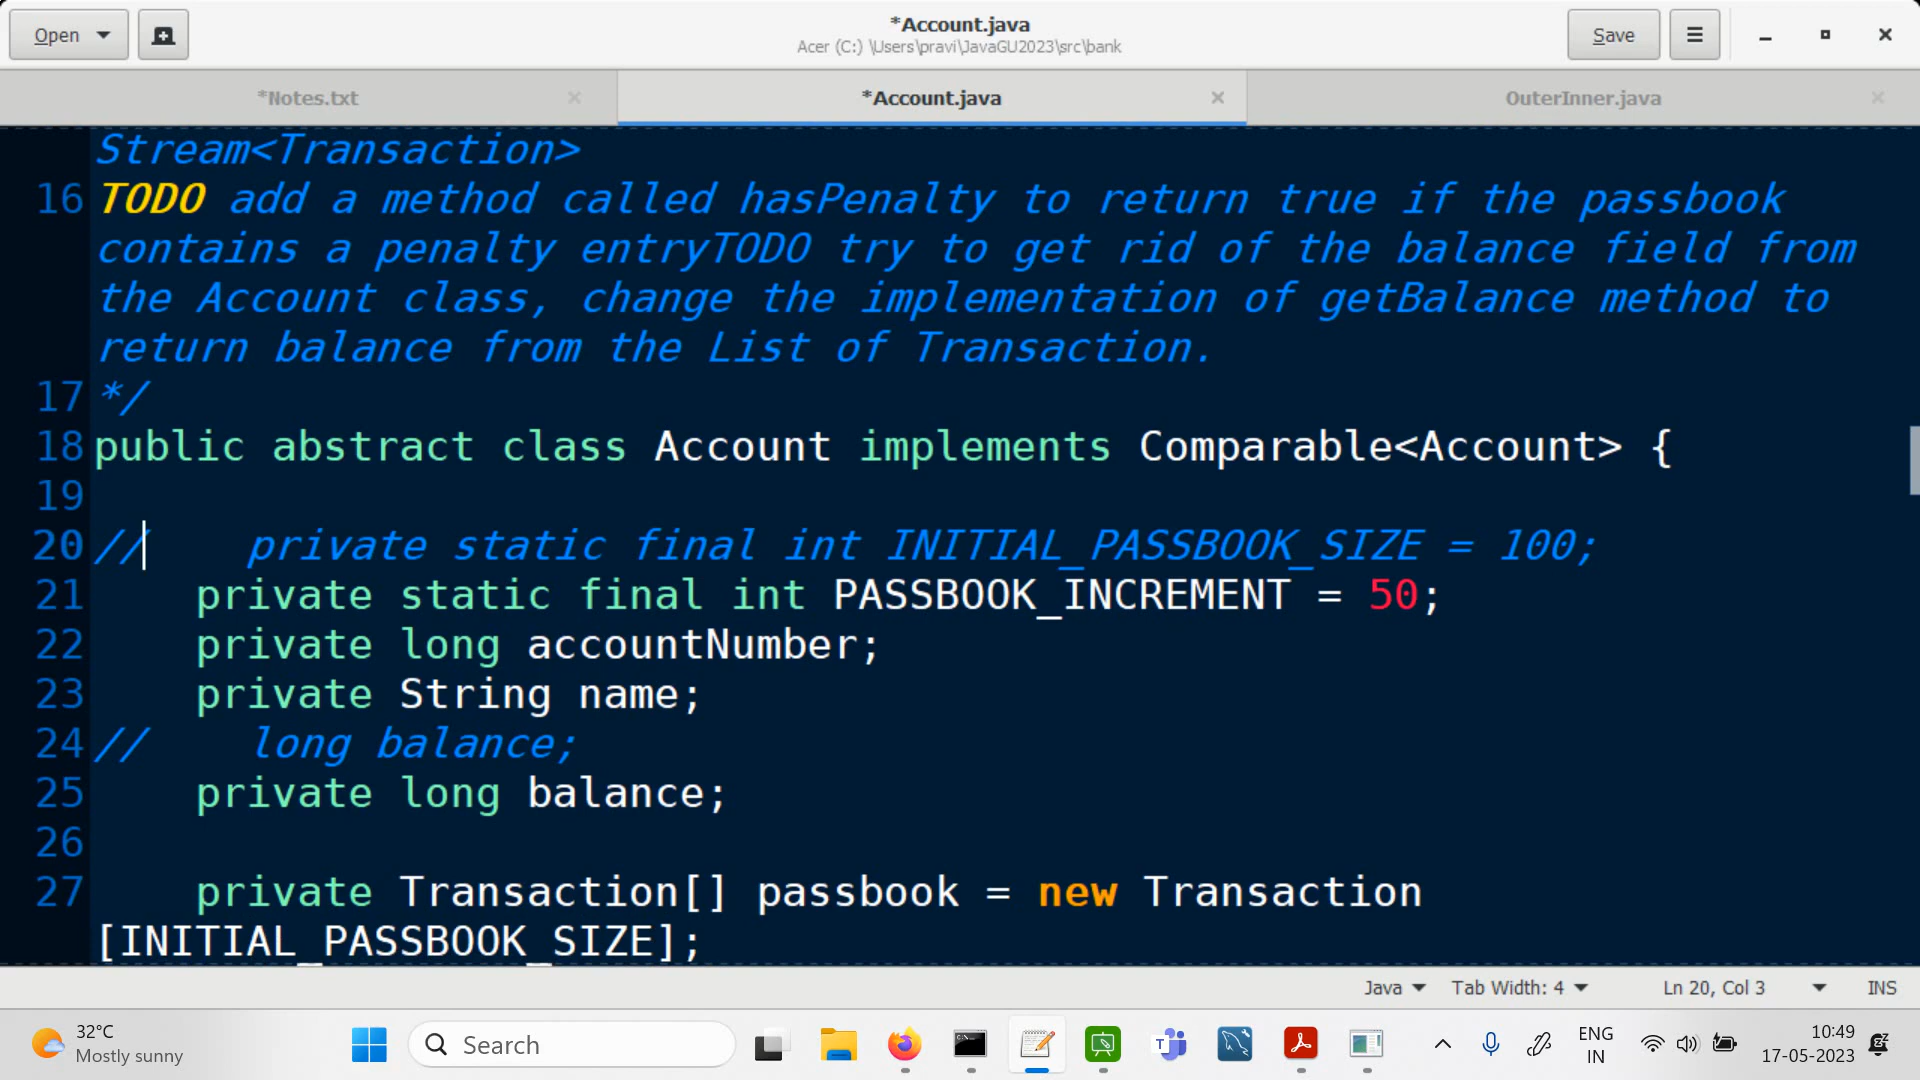 Open
*Account.java
Acer (C:) \Users\pravi\JavaGU2023\src\bank
Save
*Notes.txt
*Account.java
OuterInner.java
Stream<Transaction>
16 TODO add a method called hasPenalty to return true if the passbook
contains a penalty entryTODO try to get rid of the balance field from
the Account class, change the implementation of getBalance method to
return balance from the List of Transaction.
17 */
18 public abstract class Account implements Comparable<Account> {
19
20 //    private static final int INITIAL_PASSBOOK_SIZE = 100;
21     private static final int PASSBOOK_INCREMENT = 50;
22     private long accountNumber;
23     private String name;
24 //    long balance;
25     private long balance;
26
27     private Transaction[] passbook = new Transaction
[INITIAL_PASSBOOK_SIZE];
Java
Tab Width: 4
Ln 20, Col 3
INS
32°C
Mostly sunny
Search
ENG
IN
10:49
17-05-2023